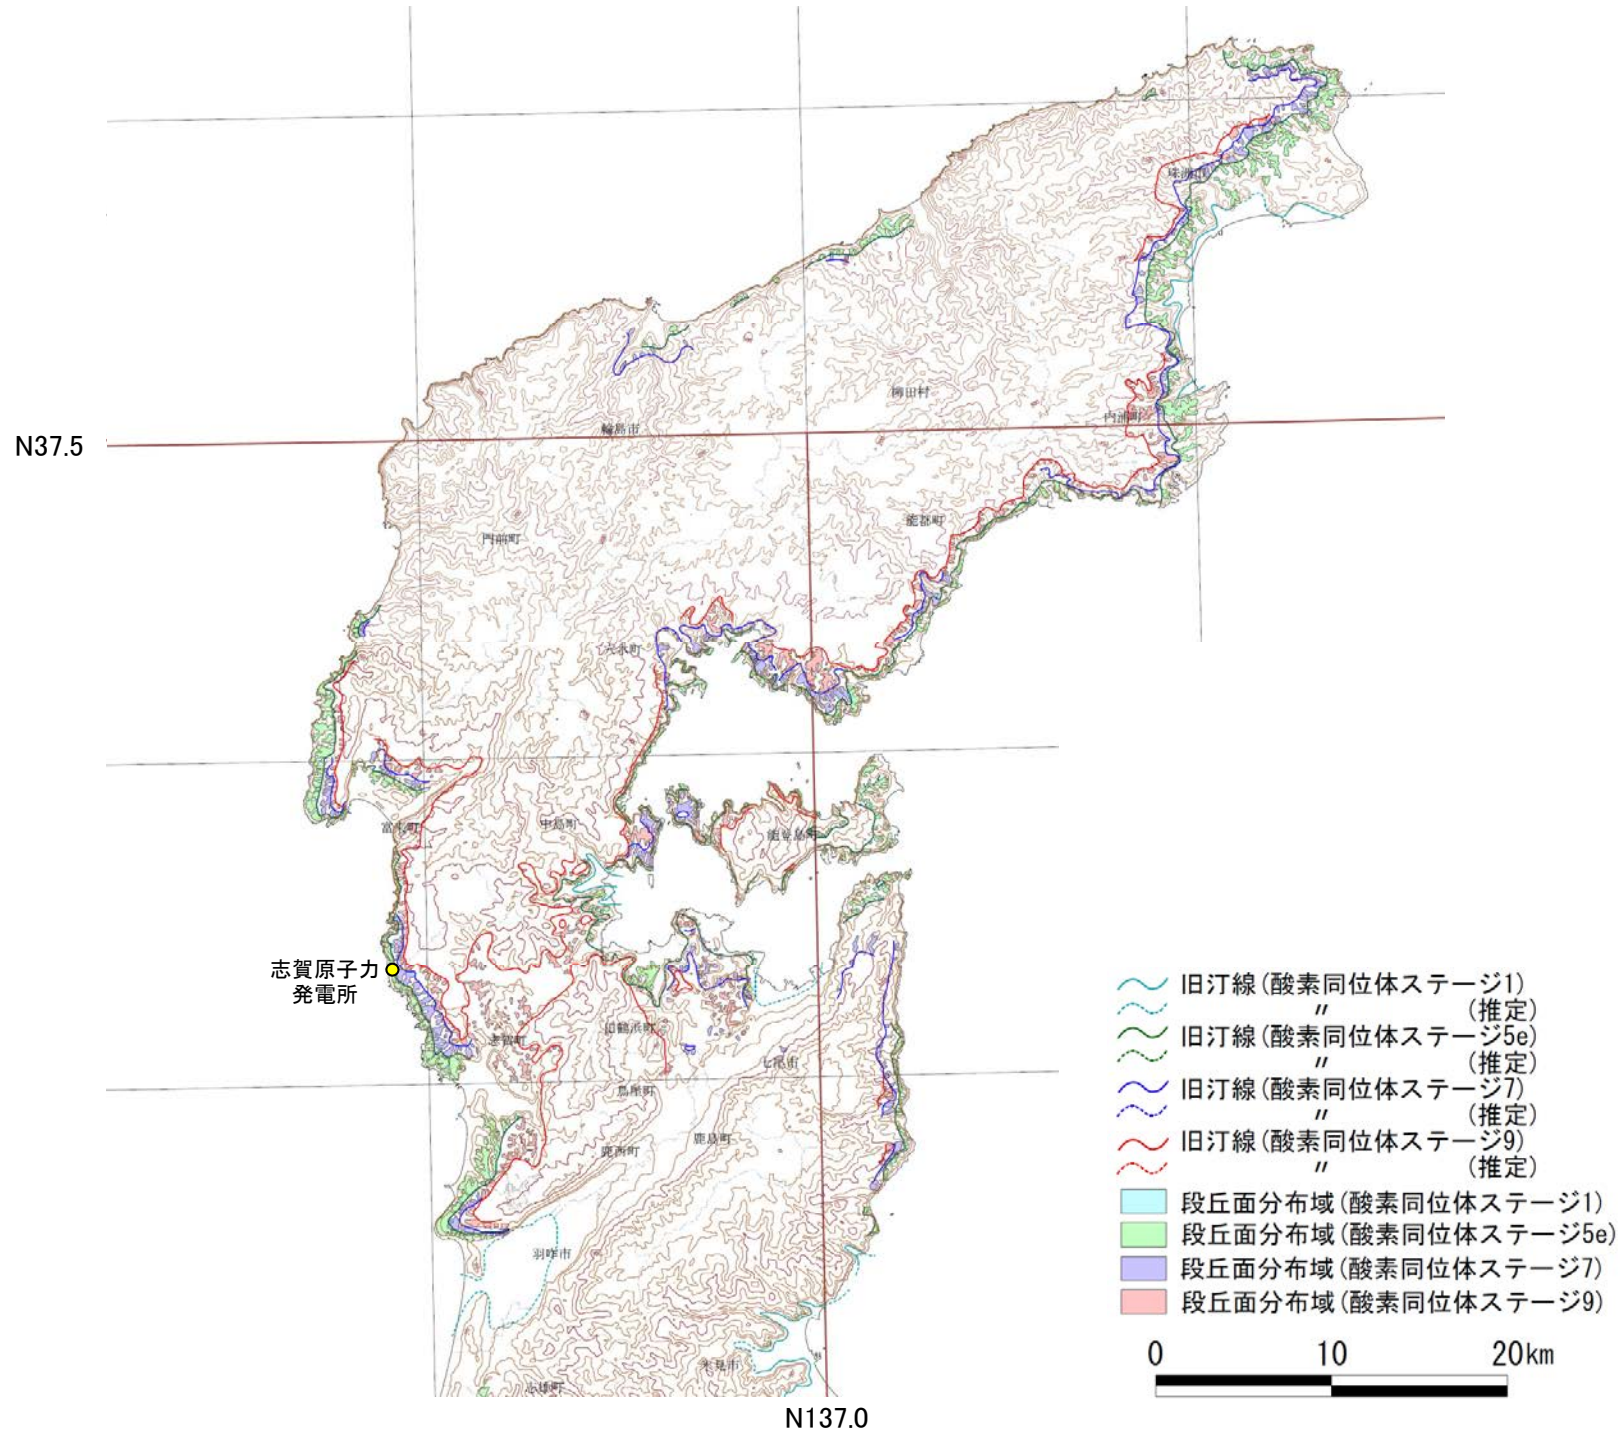 珠洲市
柳田村
内浦町
輪島市
N37.5
能都町
門前町
穴水町
富来町
中島町
能登島町
志賀原子力
発電所
志賀町
田鶴浜町
七尾市
鳥屋町
鹿島町
鹿西町
羽咋市
氷見市
志雄町
N137.0
旧汀線(酸素同位体ステージ1)
〃 (推定)
旧汀線(酸素同位体ステージ5e)
〃 (推定)
旧汀線(酸素同位体ステージ7)
〃 (推定)
旧汀線(酸素同位体ステージ9)
〃 (推定)
段丘面分布域(酸素同位体ステージ1)
段丘面分布域(酸素同位体ステージ5e)
段丘面分布域(酸素同位体ステージ7)
段丘面分布域(酸素同位体ステージ9)
0 10 20km